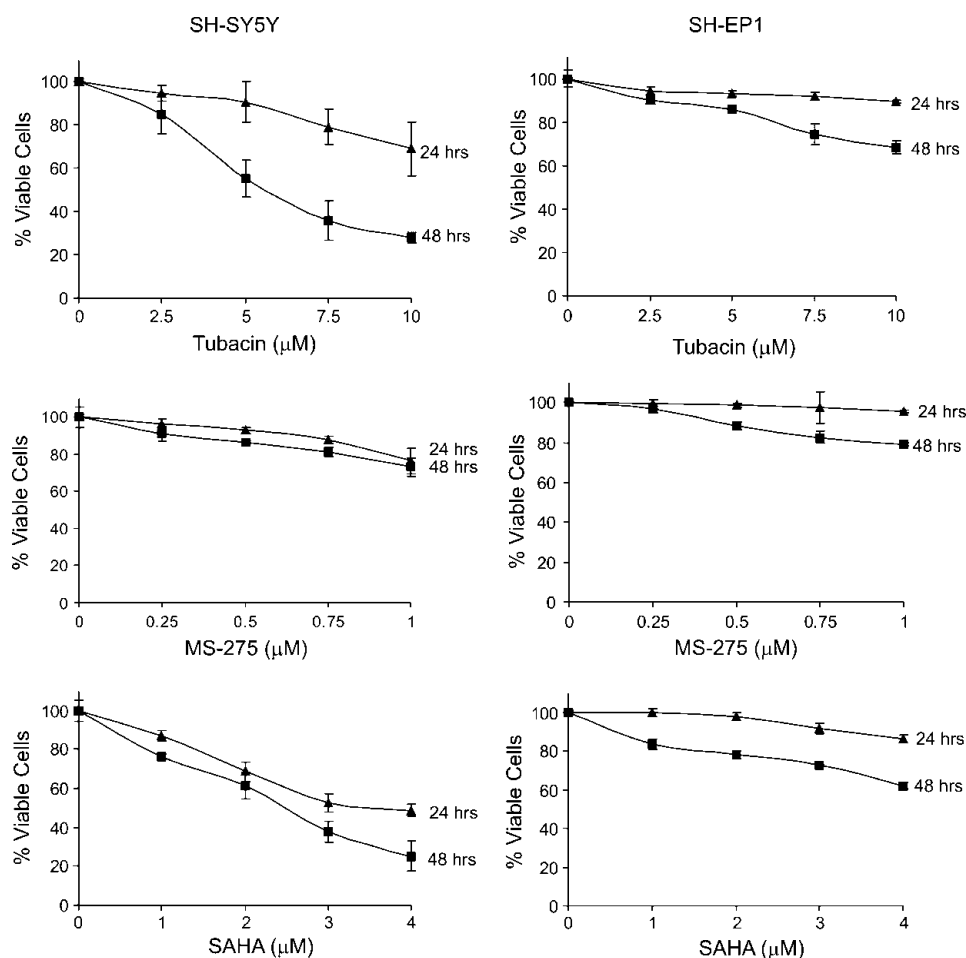 SH-SY5Y
% Viable Cells
100
80
60
40
20
0
0 2.5 5 7.5 10
Tubacin (μM)
24 hrs
48 hrs
SH-EP1
% Viable Cells
100
80
60
40
20
0
0 2.5 5 7.5 10
Tubacin (μM)
24 hrs
48 hrs
% Viable Cells
100
80
60
40
20
0
0 0.25 0.5 0.75 1
MS-275 (μM)
24 hrs
48 hrs
% Viable Cells
100
80
60
40
20
0
0 0.25 0.5 0.75 1
MS-275 (μM)
24 hrs
48 hrs
% Viable Cells
100
80
60
40
20
0
0 1 2 3 4
SAHA (μM)
24 hrs
48 hrs
% Viable Cells
100
80
60
40
20
0
0 1 2 3 4
SAHA (μM)
24 hrs
48 hrs